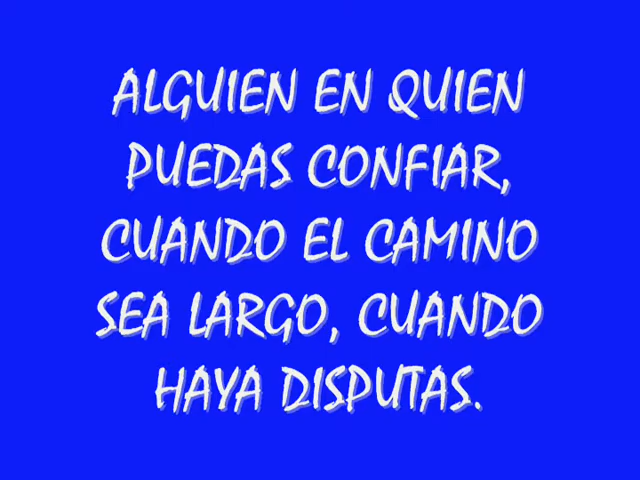 ALGUIEN EN QUIEN
PUEDAS CONFIAR,
CUANDO EL CAMINO
SEA LARGO, CUANDO
HAYA DISPUTAS.